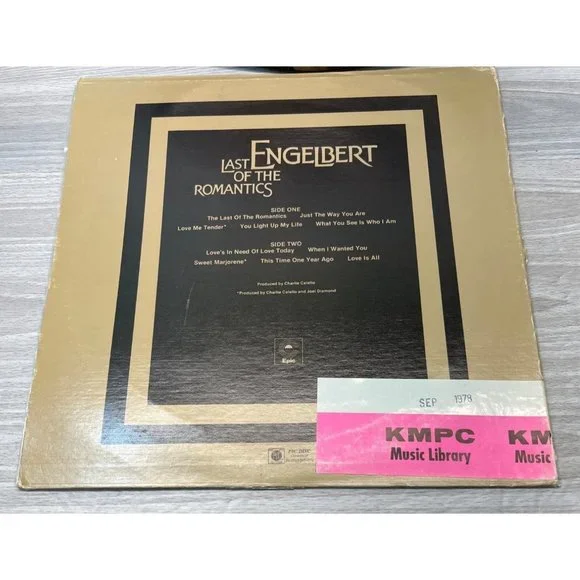 LAST ENGELBERT
OF THE
ROMANTICS
SIDE ONE
The Last Of The Romantics Just The Way You Are
Love Me Tender* You Light Up My Life What You See Is Who I Am
SIDE TWO
Love's In Need Of Love Today When I Wanted You
Sweet Marjorene* This Time One Year Ago Love Is All
Produced by Charlie Calello
*Produced by Charlie Calello and Joel Diamond
Epic
SEP 1978
KMPC KM
Music Library Music